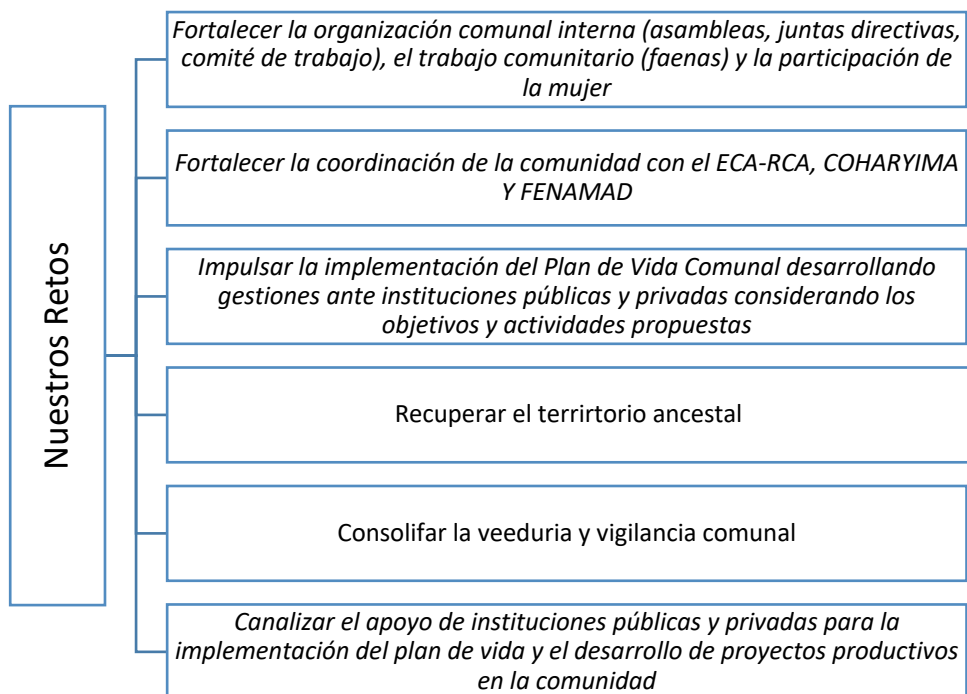 Nuestros Retos
Fortalecer la organización comunal interna (asambleas, juntas directivas,
comité de trabajo), el trabajo comunitario (faenas) y la participación de
la mujer
Fortalecer la coordinación de la comunidad con el ECA-RCA, COHARYIMA
Y FENAMAD
Impulsar la implementación del Plan de Vida Comunal desarrollando
gestiones ante instituciones públicas y privadas considerando los
objetivos y actividades propuestas
Recuperar el terrirtorio ancestal
Consolifar la veeduria y vigilancia comunal
Canalizar el apoyo de instituciones públicas y privadas para la
implementación del plan de vida y el desarrollo de proyectos productivos
en la comunidad